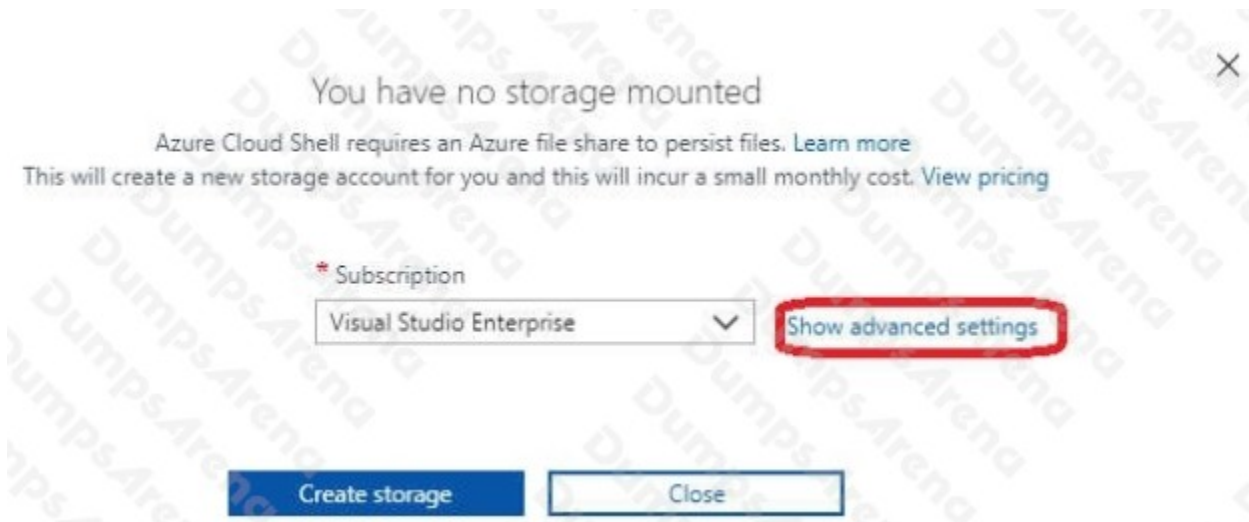 You have no storage mounted
Azure Cloud Shell requires an Azure file share to persist files. Learn more
This will create a new storage account for you and this will incur a small monthly cost. View pricing
* Subscription
Visual Studio Enterprise
Show advanced settings
Create storage
Close
DumpsArena